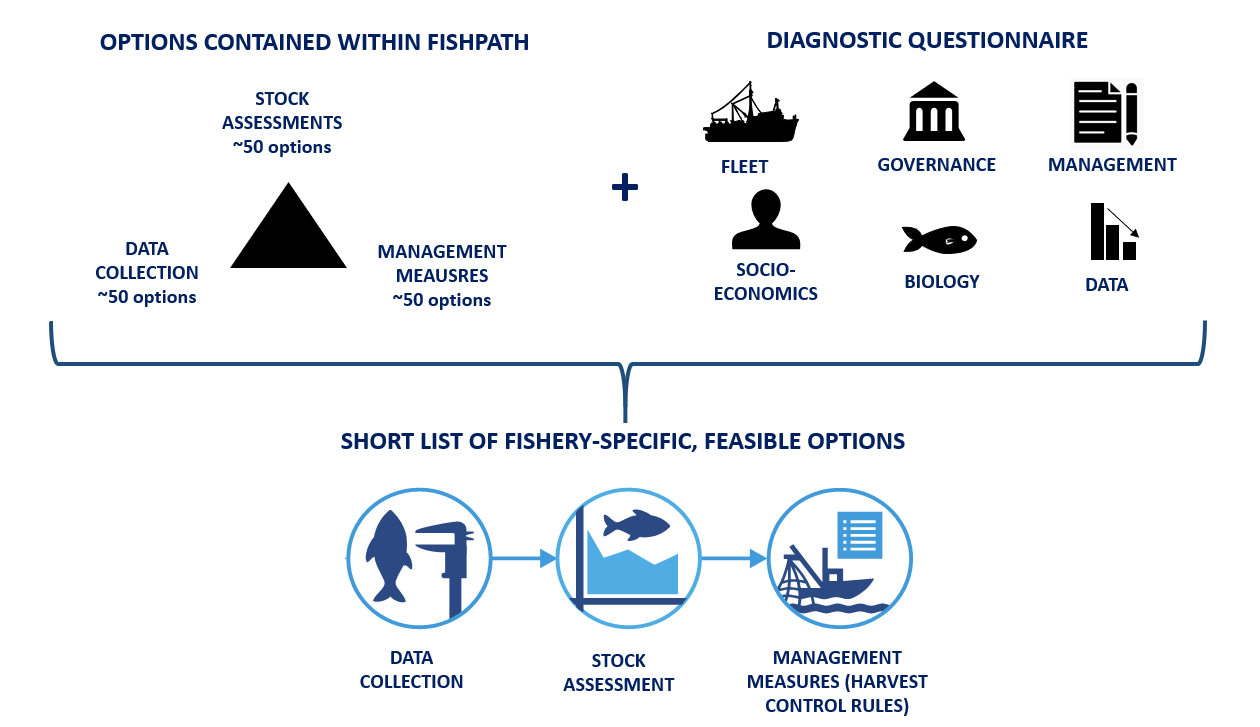 OPTIONS CONTAINED WITHIN FISHPATH
STOCK
ASSESSMENTS
~50 options
DATA
COLLECTION
~50 options
MANAGEMENT
MEAUSRES
~50 options
+
DIAGNOSTIC QUESTIONNAIRE
FLEET
GOVERNANCE
MANAGEMENT
SOCIO-
ECONOMICS
BIOLOGY
DATA
SHORT LIST OF FISHERY-SPECIFIC, FEASIBLE OPTIONS
DATA
COLLECTION
STOCK
ASSESSMENT
MANAGEMENT
MEASURES (HARVEST
CONTROL RULES)